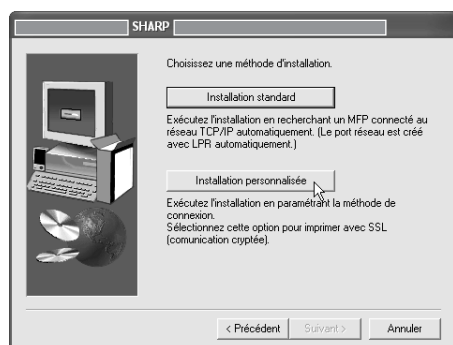 SHARP
Choisissez une méthode d'installation.
Installation standard
Exécutez l'installation en recherchant un MFP connecté au
réseau TCP/IP automatiquement. (Le port réseau est créé
avec LPR automatiquement.)
Installation personnalisée
Exécutez l'installation en paramétrant la méthode de
connexion.
Sélectionnez cette option pour imprimer avec SSL
(comunication cryptée).
< Précédent
Suivant >
Annuler